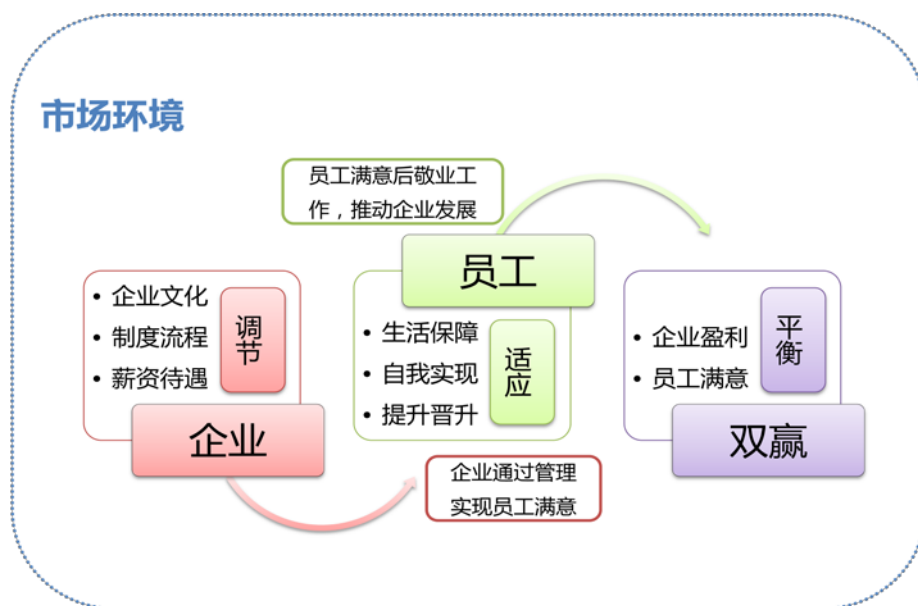 市场环境
员工满意后敬业工
作，推动企业发展
• 企业文化
• 制度流程
• 薪资待遇
调节
企业
员工
• 生活保障
• 自我实现
• 提升晋升
适应
企业通过管理
实现员工满意
• 企业盈利
• 员工满意
平衡
双赢